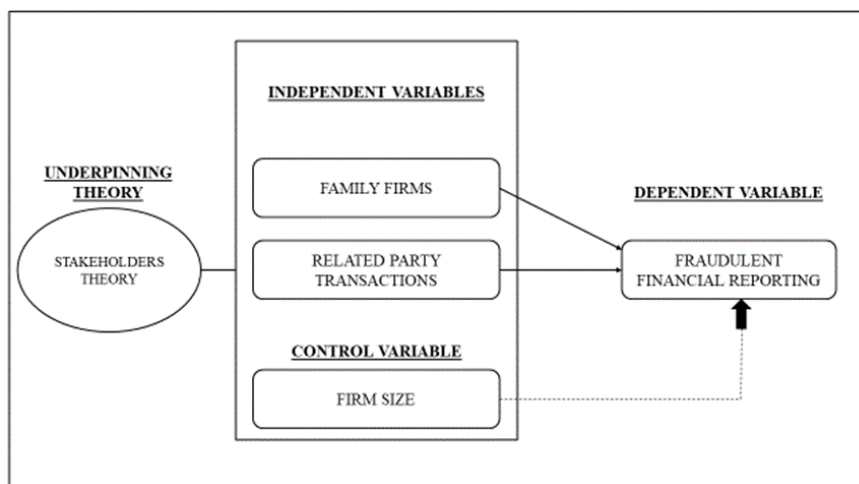 INDEPENDENT VARIABLES
UNDERPINNING
THEORY
STAKEHOLDERS
THEORY
FAMILY FIRMS
RELATED PARTY
TRANSACTIONS
CONTROL VARIABLE
FIRM SIZE
DEPENDENT VARIABLE
FRAUDULENT
FINANCIAL REPORTING